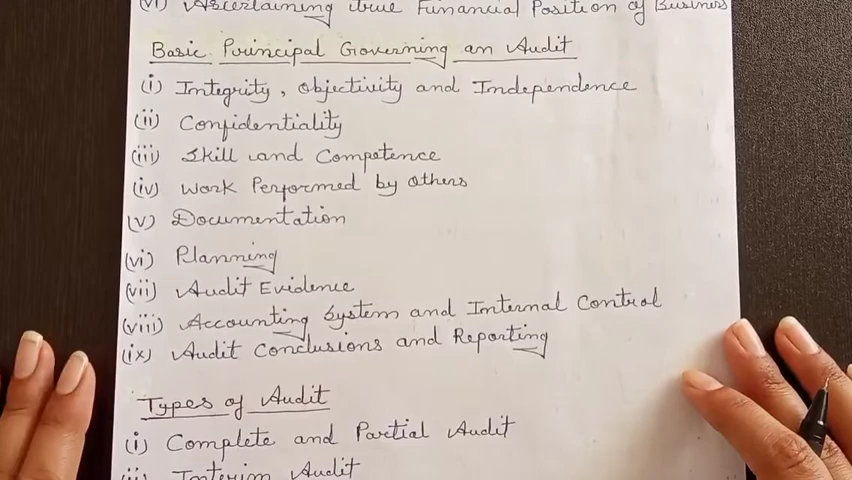 (vi) Ascertaining true Financial Position of Business
Basic Principal Governing an Audit
(i) Integrity, Objectivity and Independence
(ii) Confidentiality
(iii) Skill and Competence
(iv) Work Performed by Others
(v) Documentation
(vi) Planning
(vii) Audit Evidence
(viii) Accounting System and Internal Control
(ix) Audit Conclusions and Reporting
Types of Audit
(i) Complete and Partial Audit
(ii) Interim Audit